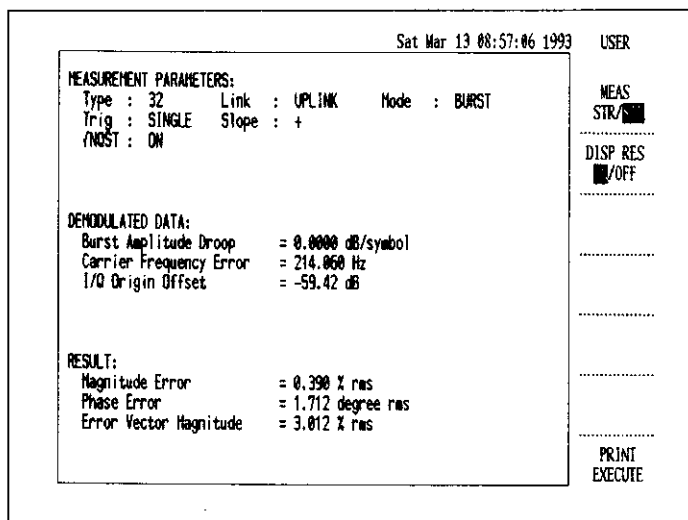 Sat Mar 13 08:57:06 1993
USER
MEASUREMENT PARAMETERS:
Type : 32 Link : UPLINK Mode : BURST
Trig : SINGLE Slope : +
√NOST : ON
MEAS
STR/
DISP RES
/OFF
DEMODULATED DATA:
Burst Amplitude Droop = 0.0000 dB/symbol
Carrier Frequency Error = 214.060 Hz
I/Q Origin Offset = -59.42 dB
RESULT:
Magnitude Error = 0.390 % rms
Phase Error = 1.712 degree rms
Error Vector Magnitude = 3.012 % rms
PRINT
EXECUTE